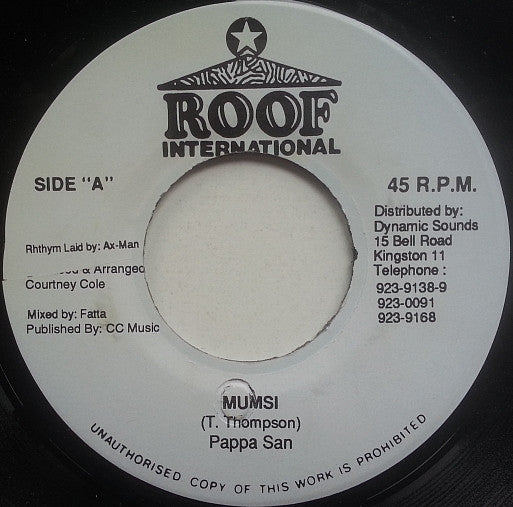 ROOF
INTERNATIONAL
SIDE "A"
45 R.P.M.
Rhthym Laid by: Ax-Man
& Arranged
Courtney Cole
Mixed by: Fatta
Published By: CC Music
Distributed by:
Dynamic Sounds
15 Bell Road
Kingston 11
Telephone :
923-9138-9
923-0091
923-9168
MUMSI
(T. Thompson)
Pappa San
UNAUTHORISED COPY OF THIS WORK IS PROHIBITED